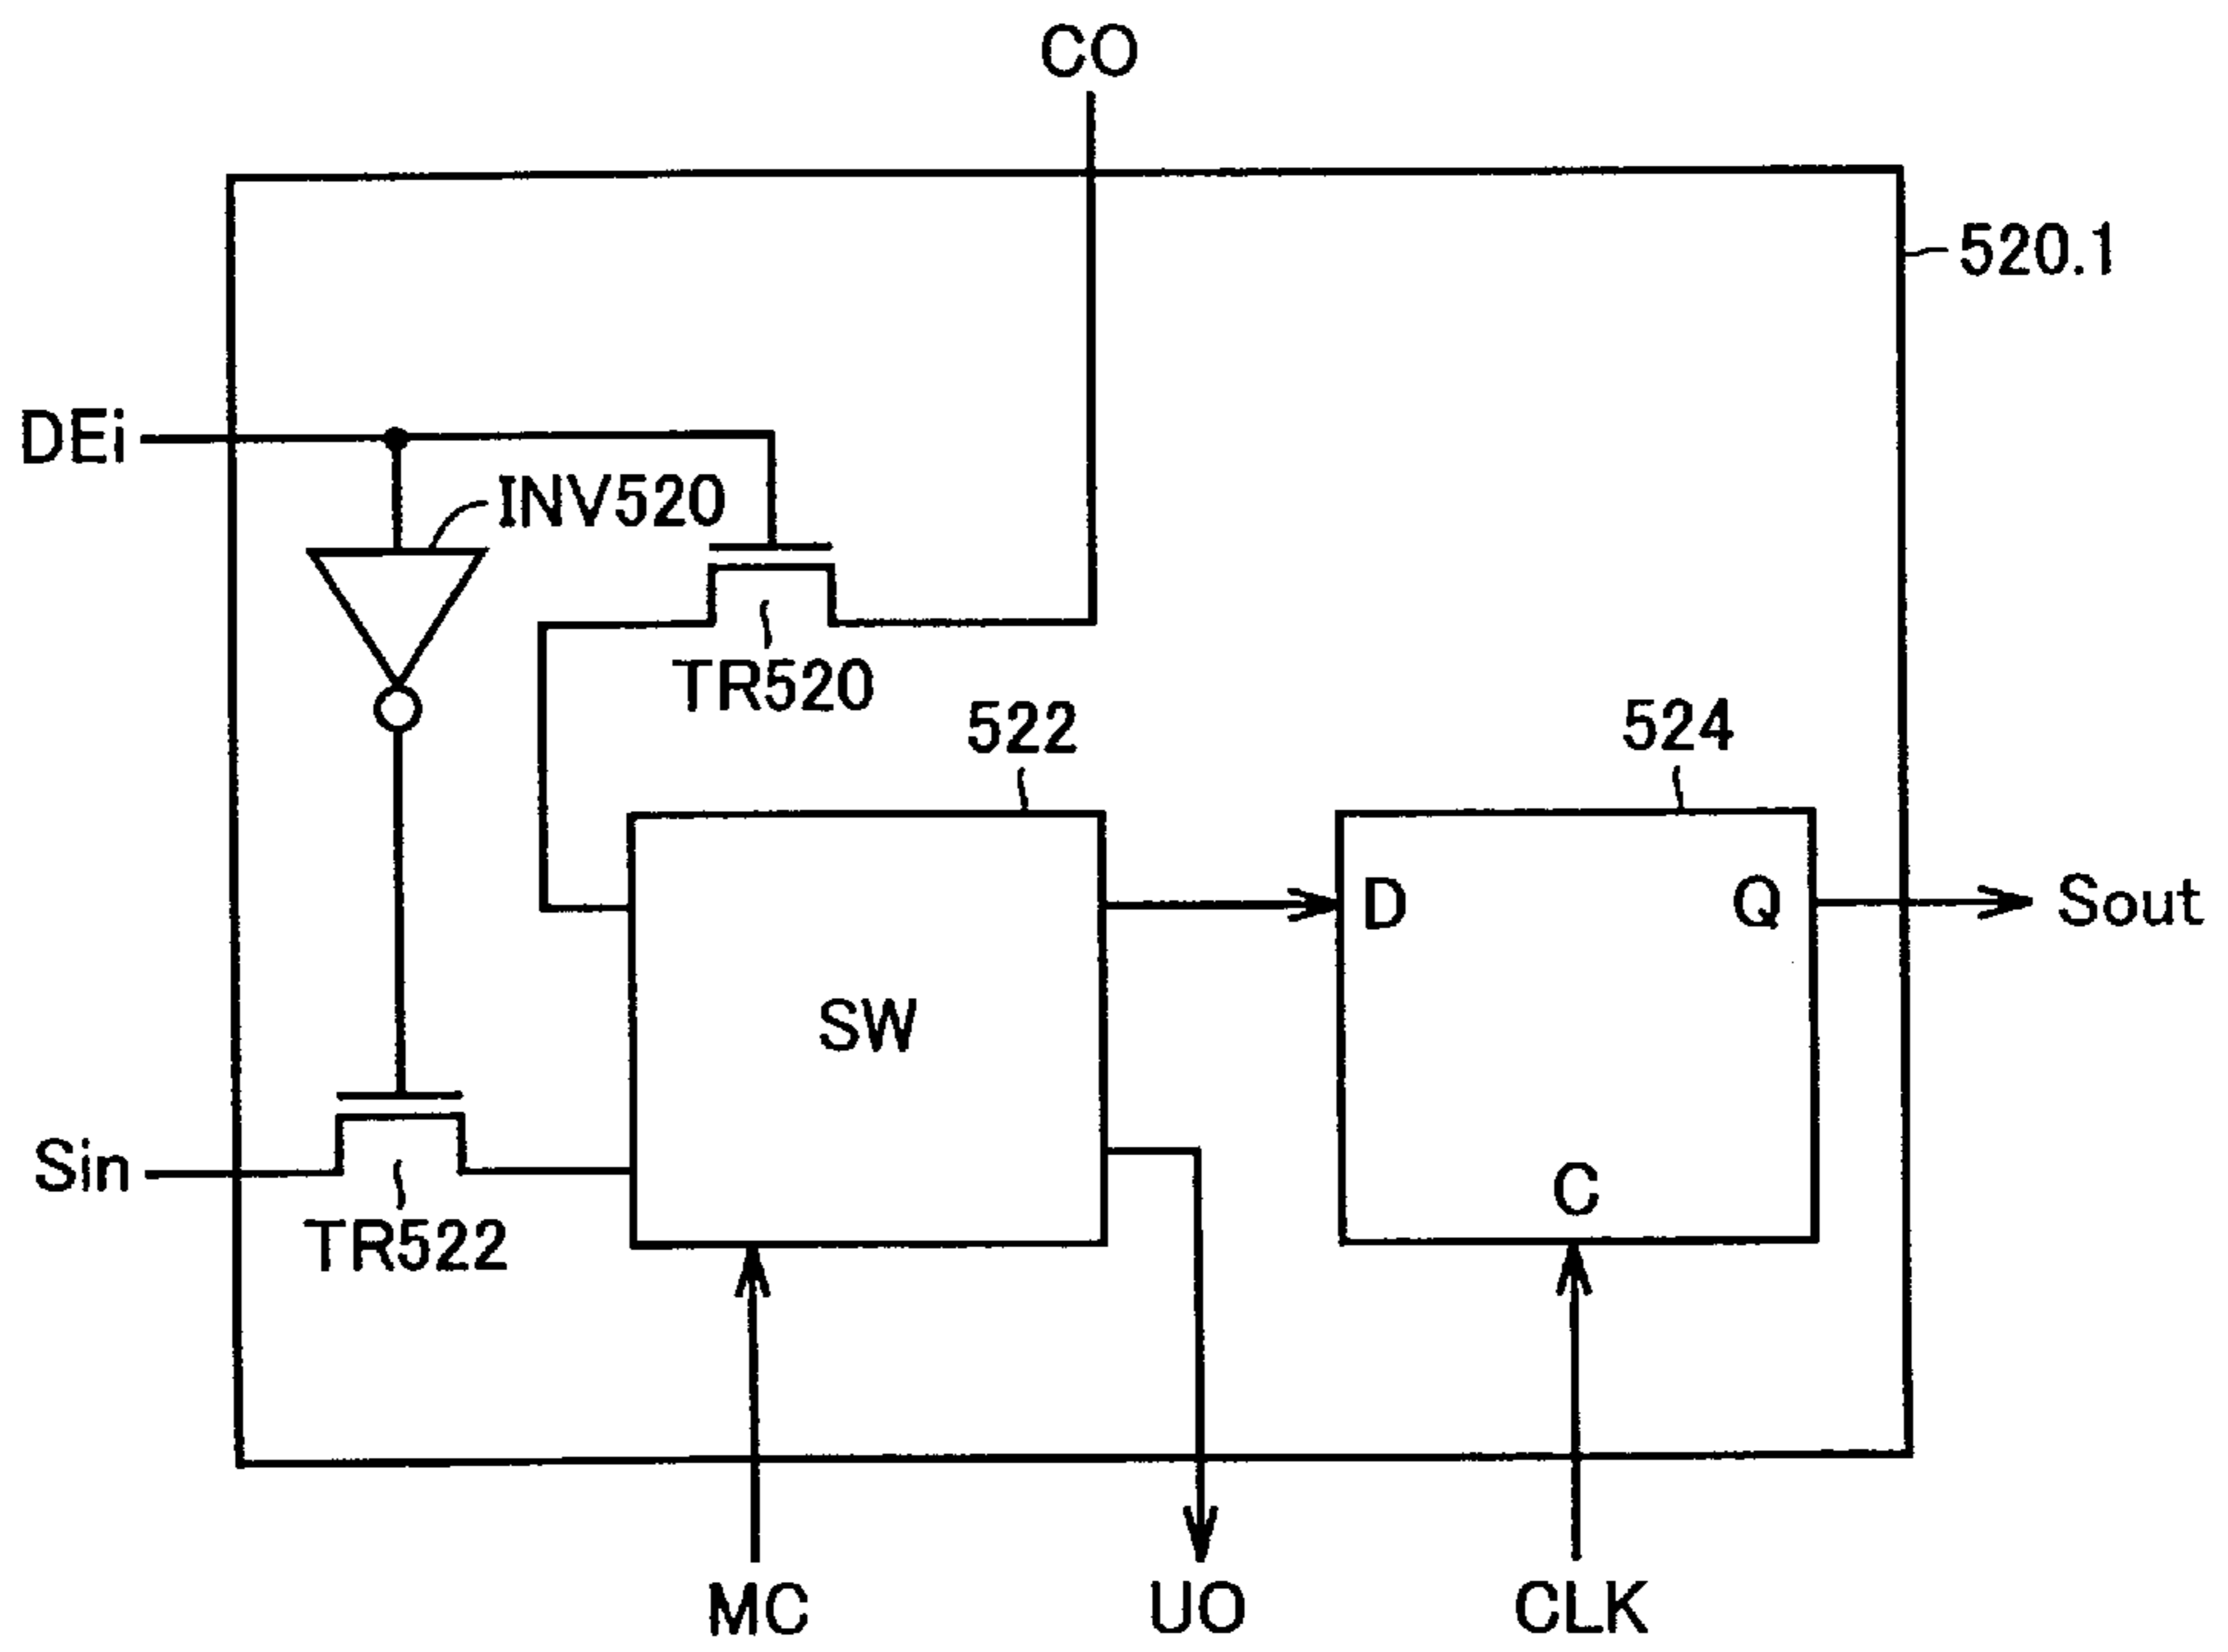 CO
520.1
DEi
INV520
TR520
522
524
D
Q
Sout
SW
Sin
C
TR522
MC
UO
CLK